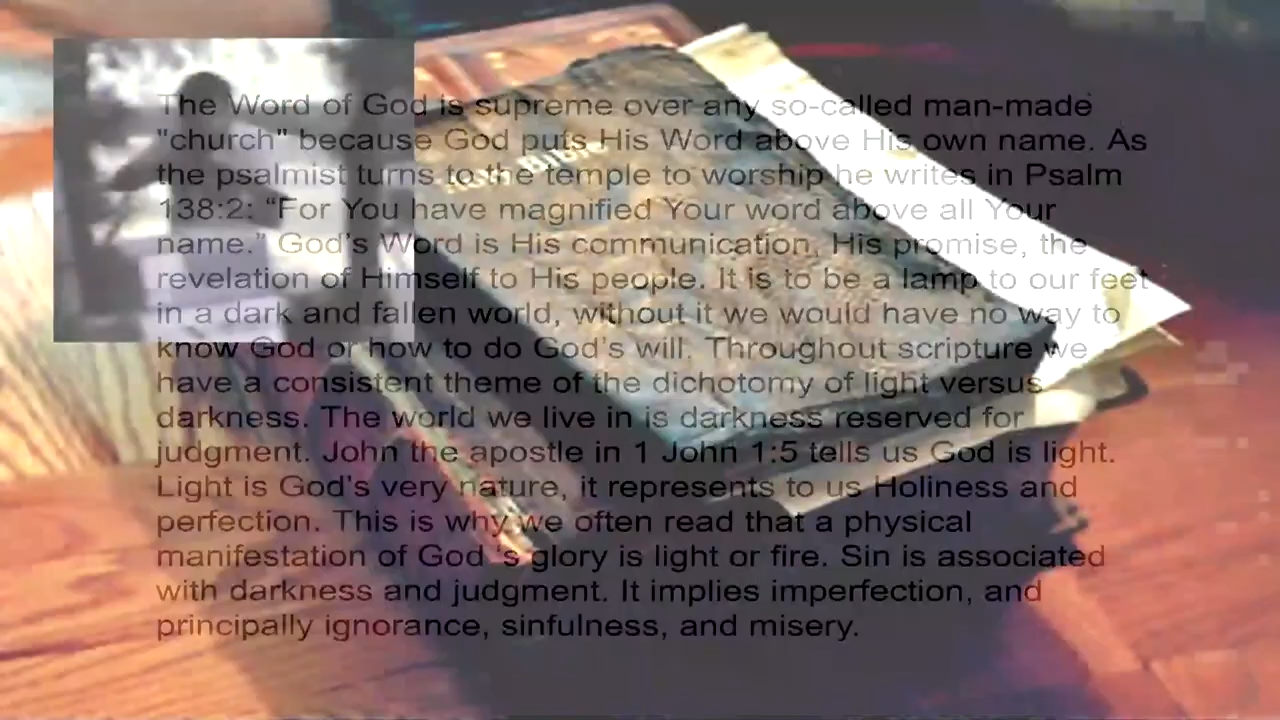 The Word of God is supreme over any so-called man-made
"church" because God puts His Word above His own name. As
the psalmist turns to the temple to worship he writes in Psalm
138:2: “For You have magnified Your word above all Your
name.” God’s Word is His communication, His promise, the
revelation of Himself to His people. It is to be a lamp to our feet
in a dark and fallen world, without it we would have no way to
know God or how to do God’s will. Throughout scripture we
have a consistent theme of the dichotomy of light versus
darkness. The world we live in is darkness reserved for
judgment. John the apostle in 1 John 1:5 tells us God is light.
Light is God’s very nature, it represents to us Holiness and
perfection. This is why we often read that a physical
manifestation of God ‘s glory is light or fire. Sin is associated
with darkness and judgment. It implies imperfection, and
principally ignorance, sinfulness, and misery.
Bible